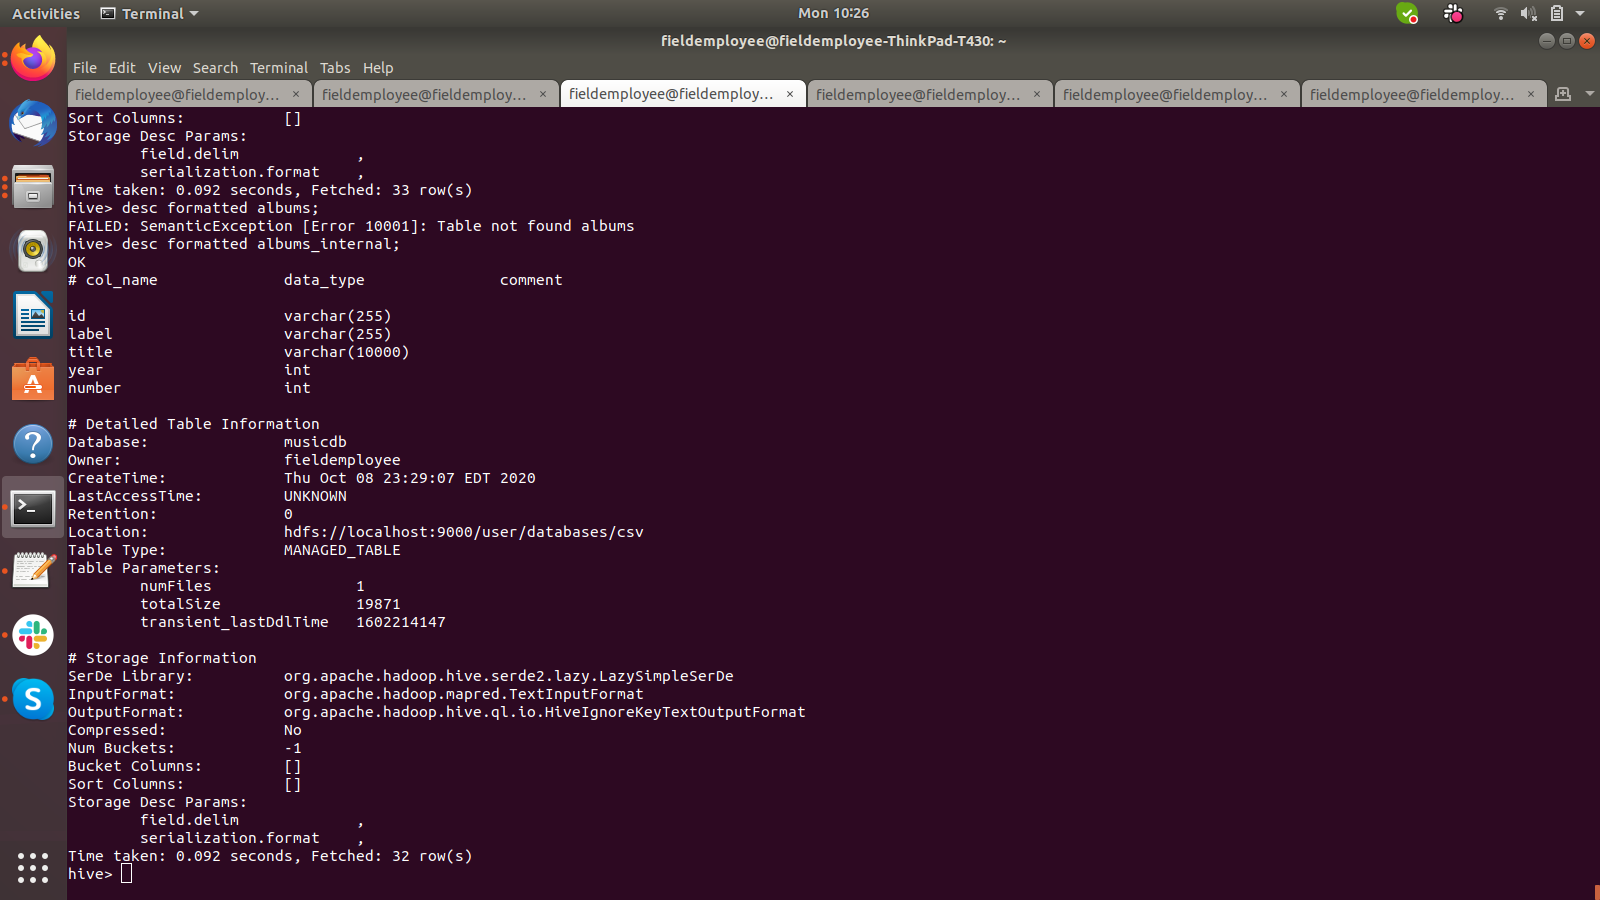 Activities Terminal Mon 10:26
fieldemployee@fieldemployee-ThinkPad-T430: ~
File Edit View Search Terminal Tabs Help
fieldemployee@fieldemploy... × fieldemployee@fieldemploy... × fieldemployee@fieldemploy... × fieldemployee@fieldemploy... × fieldemployee@fieldemploy... × fieldemployee@fieldemploy... ×
Sort Columns: []
Storage Desc Params:
field.delim ,
serialization.format ,
Time taken: 0.092 seconds, Fetched: 33 row(s)
hive> desc formatted albums;
FAILED: SemanticException [Error 10001]: Table not found albums
hive> desc formatted albums_internal;
OK
# col_name data_type comment
id varchar(255)
label varchar(255)
title varchar(10000)
year int
number int
# Detailed Table Information
Database: musicdb
Owner: fieldemployee
CreateTime: Thu Oct 08 23:29:07 EDT 2020
LastAccessTime: UNKNOWN
Retention: 0
Location: hdfs://localhost:9000/user/databases/csv
Table Type: MANAGED_TABLE
Table Parameters:
numFiles 1
totalSize 19871
transient_lastDdlTime 1602214147
# Storage Information
SerDe Library: org.apache.hadoop.hive.serde2.lazy.LazySimpleSerDe
InputFormat: org.apache.hadoop.mapred.TextInputFormat
OutputFormat: org.apache.hadoop.hive.ql.io.HiveIgnoreKeyTextOutputFormat
Compressed: No
Num Buckets: -1
Bucket Columns: []
Sort Columns: []
Storage Desc Params:
field.delim ,
serialization.format ,
Time taken: 0.092 seconds, Fetched: 32 row(s)
hive>